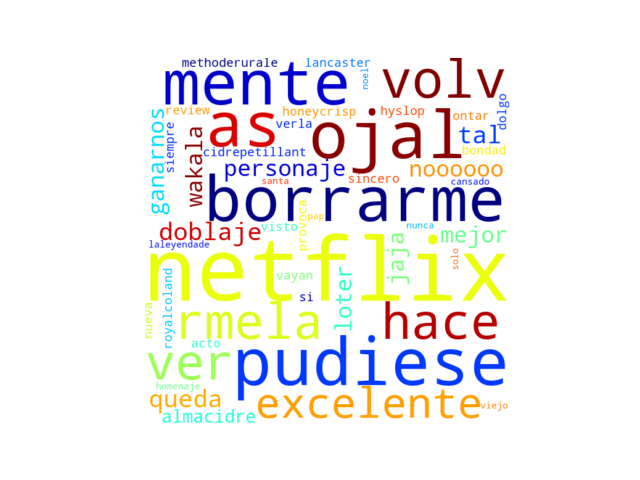 methoderurale lancaster
mente noel volv
review honeycrisp hyslop ontar
ganarnos siempre as verla ojal tal dolgo
wakala cidrepetillant bondad
personaje noooooo
santa sincero cansado
borrarme
provoca pap
doblaje visto nunca mejor
laleyendade jaja solo
netflix
royalcoland vayan loter
nueva si
rmela hace
acto
ver pudiese
homenaje
queda excelente viejo
almacidre